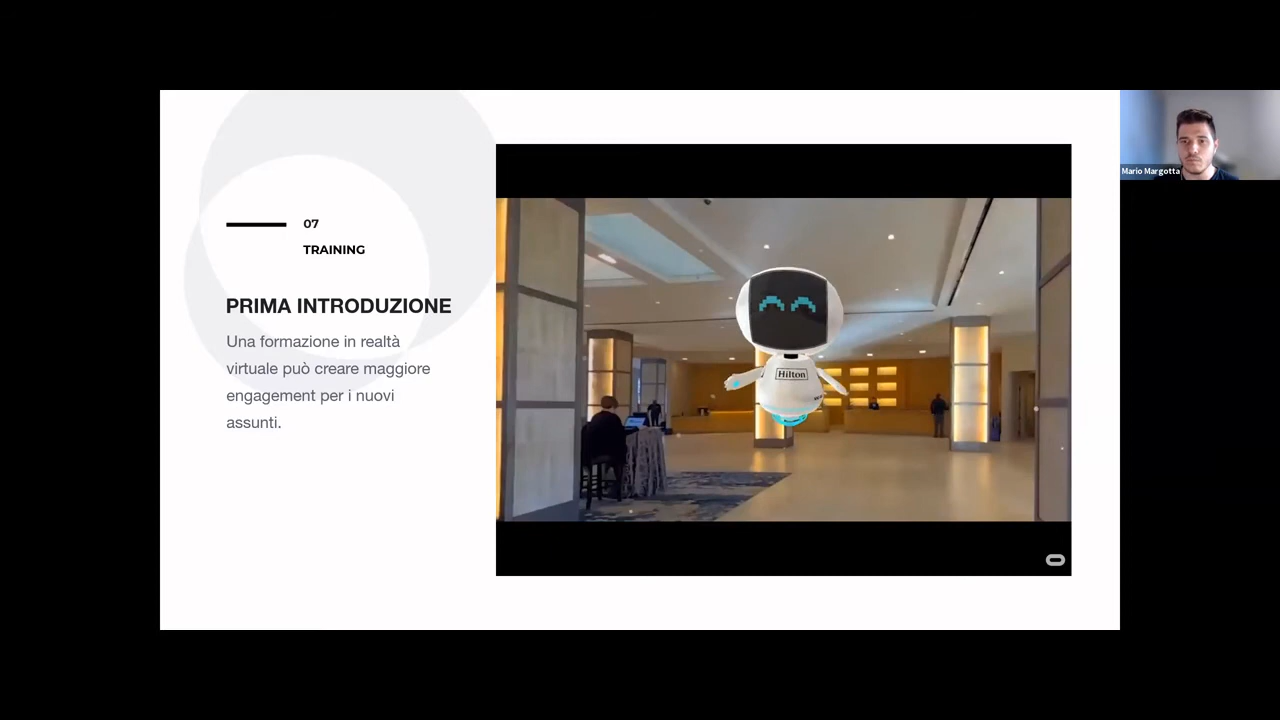 07
TRAINING
PRIMA INTRODUZIONE
Una formazione in realtà
virtuale può creare maggiore
engagement per i nuovi
assunti.
Hilton
Mario Margotta